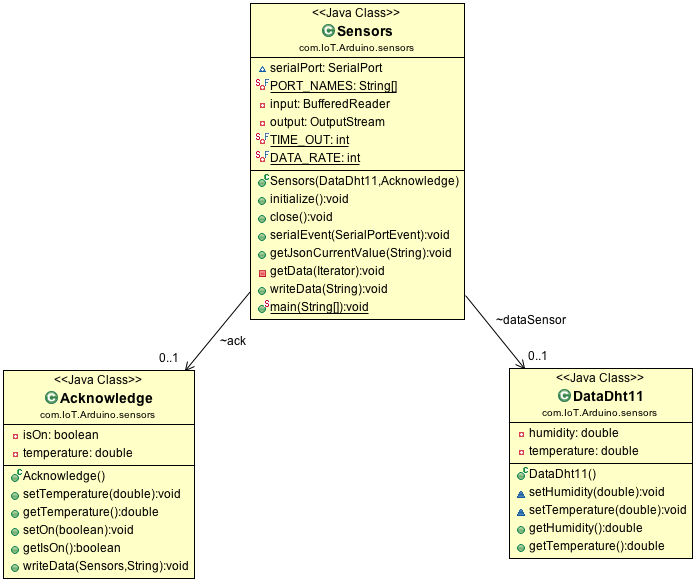 <<Java Class>>
Sensors
com.IoT.Arduino.sensors
serialPort: SerialPort
PORT_NAMES: String[]
input: BufferedReader
output: OutputStream
TIME_OUT: int
DATA_RATE: int
Sensors(DataDht11,Acknowledge)
initialize():void
close():void
serialEvent(SerialPortEvent):void
getJsonCurrentValue(String):void
getData(Iterator):void
writeData(String):void
main(String[]):void
~ack
0..1
~dataSensor
0..1
<<Java Class>>
Acknowledge
com.IoT.Arduino.sensors
isOn: boolean
temperature: double
Acknowledge()
setTemperature(double):void
getTemperature():double
setOn(boolean):void
getIsOn():boolean
writeData(Sensors,String):void
<<Java Class>>
DataDht11
com.IoT.Arduino.sensors
humidity: double
temperature: double
DataDht11()
setHumidity(double):void
setTemperature(double):void
getHumidity():double
getTemperature():double